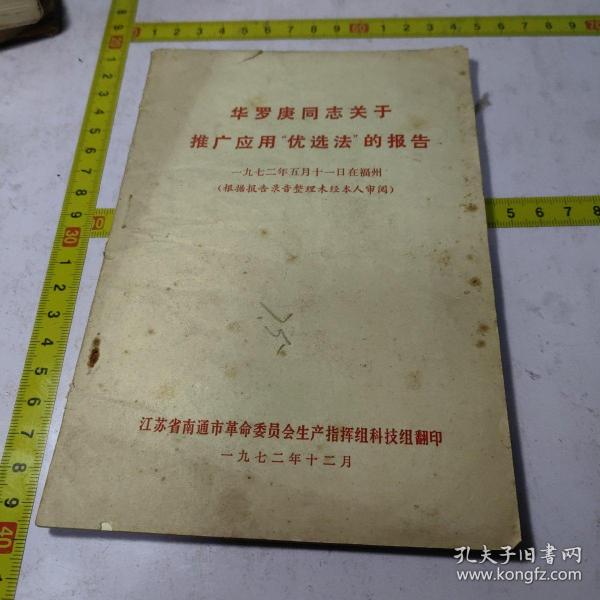 华罗庚同志关于
推广应用“优选法”的报告
一九七二年五月十一日在福州
（根据报告录音整理未经本人审阅）
江苏省南通市革命委员会生产指挥组科技组翻印
一九七二年十二月
孔夫子旧书网
www.kongfz.com